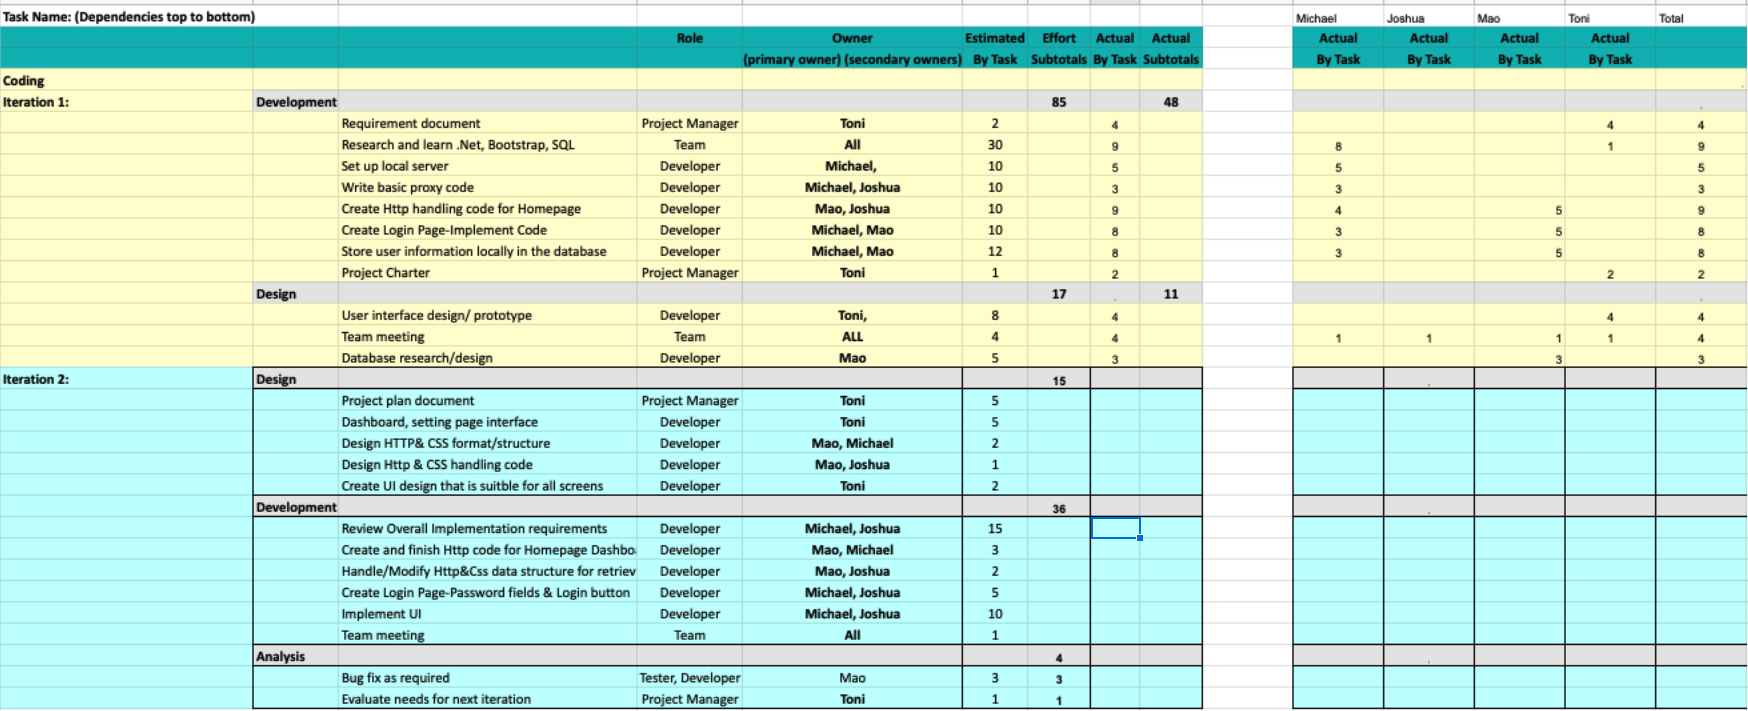 Task Name: (Dependencies top to bottom) Michael Joshua Mao Toni Total
Role Owner Estimated Effort Actual Actual Actual Actual Actual Actual
(primary owner) (secondary owners) By Task Subtotals By Task Subtotals By Task By Task By Task By Task
Coding
Iteration 1: Development 85 48
Requirement document Project Manager Toni 2 4 4 4
Research and learn .Net, Bootstrap, SQL Team All 30 9 8 1 9
Set up local server Developer Michael, 10 5 5 5
Write basic proxy code Developer Michael, Joshua 10 3 3 3
Create Http handling code for Homepage Developer Mao, Joshua 10 9 4 5 9
Create Login Page-Implement Code Developer Michael, Mao 10 8 3 5 8
Store user information locally in the database Developer Michael, Mao 12 8 3 5 8
Project Charter Project Manager Toni 1 2 2 2
Design 17 11
User interface design/ prototype Developer Toni, 8 4 4 4
Team meeting Team ALL 4 4 1 1 1 1 4
Database research/design Developer Mao 5 3 3 3
Iteration 2: Design 15
Project plan document Project Manager Toni 5
Dashboard, setting page interface Developer Toni 5
Design HTTP& CSS format/structure Developer Mao, Michael 2
Design Http & CSS handling code Developer Mao, Joshua 1
Create UI design that is suitble for all screens Developer Toni 2
Development 36
Review Overall Implementation requirements Developer Michael, Joshua 15
Create and finish Http code for Homepage Dashbo Developer Mao, Michael 3
Handle/Modify Http&Css data structure for retriev Developer Mao, Joshua 2
Create Login Page-Password fields & Login button Developer Michael, Joshua 5
Implement UI Developer Michael, Joshua 10
Team meeting Team All 1
Analysis 4
Bug fix as required Tester, Developer Mao 3 3
Evaluate needs for next iteration Project Manager Toni 1 1